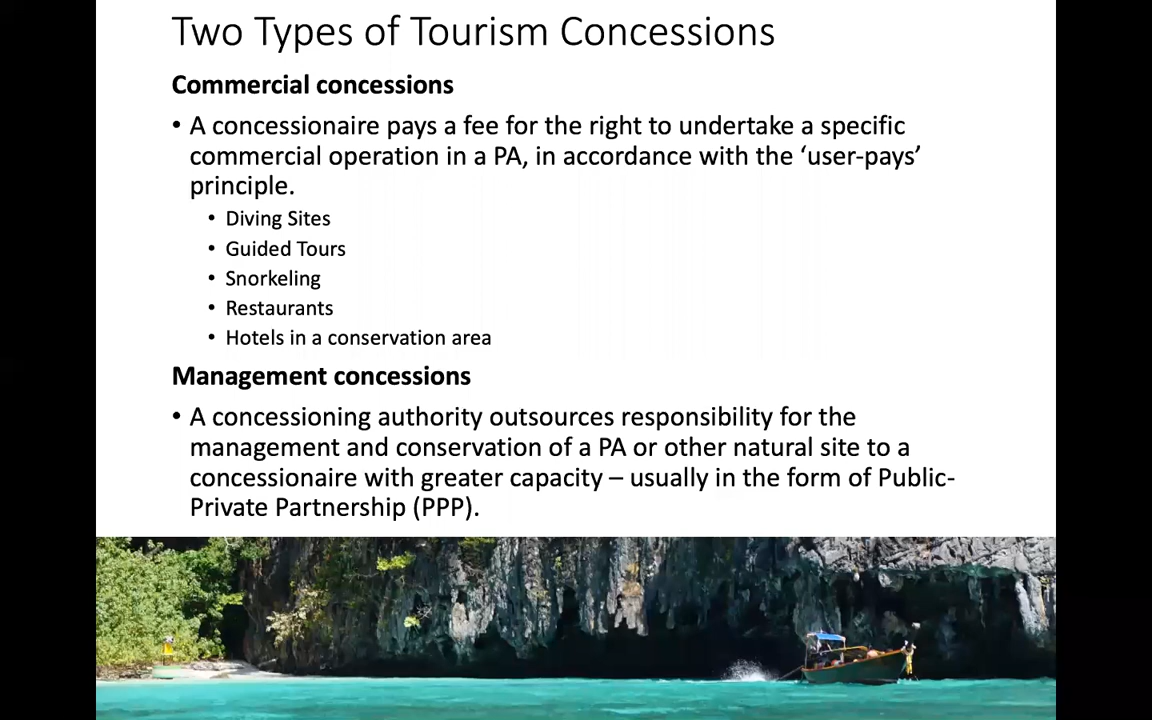 Two Types of Tourism Concessions
Commercial concessions
• A concessionaire pays a fee for the right to undertake a specific
commercial operation in a PA, in accordance with the ‘user-pays’
principle.
• Diving Sites
• Guided Tours
• Snorkeling
• Restaurants
• Hotels in a conservation area
Management concessions
• A concessioning authority outsources responsibility for the
management and conservation of a PA or other natural site to a
concessionaire with greater capacity – usually in the form of Public-
Private Partnership (PPP).